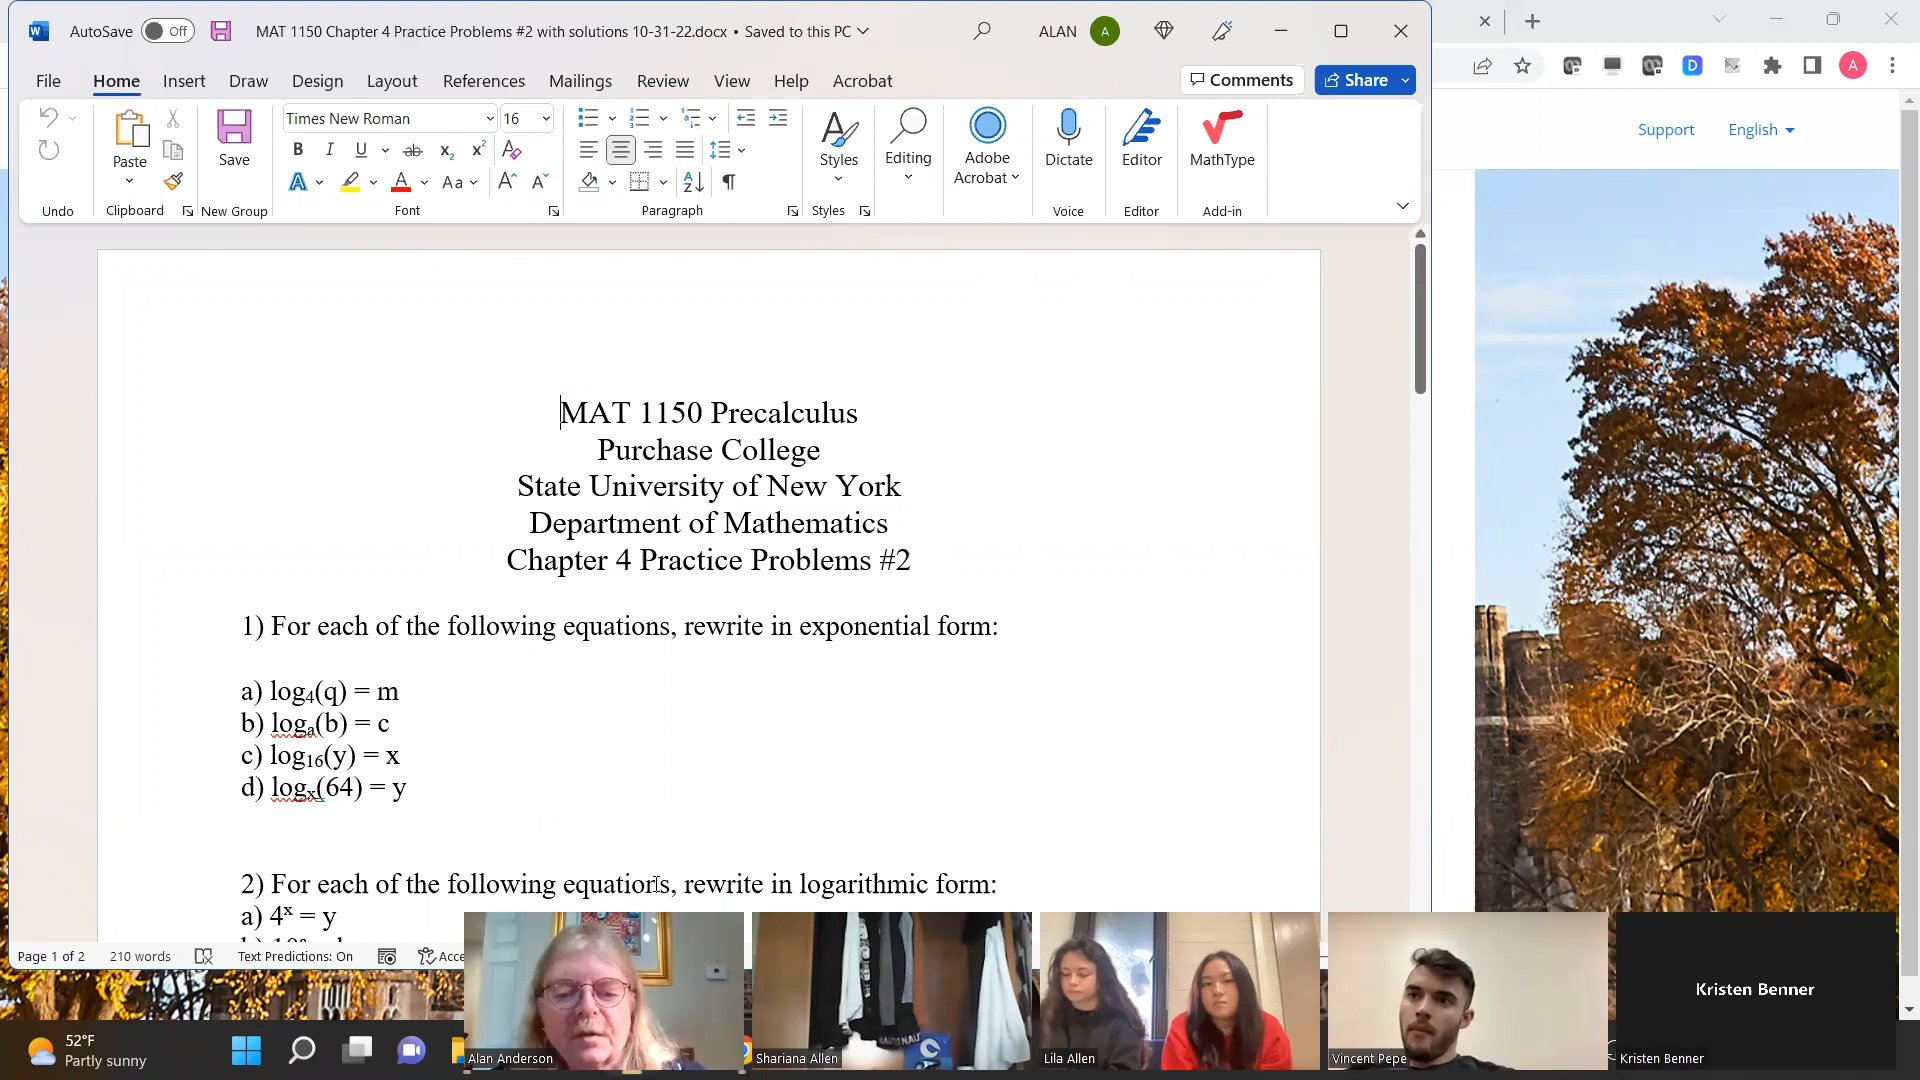 AutoSave Off MAT 1150 Chapter 4 Practice Problems #2 with solutions 10-31-22.docx • Saved to this PC ALAN A
File Home Insert Draw Design Layout References Mailings Review View Help Acrobat Comments Share
Times New Roman 16
Paste Save Styles Editing Adobe Acrobat Dictate Editor MathType
Undo Clipboard New Group Font Paragraph Styles Voice Editor Add-in
Support English
MAT 1150 Precalculus
Purchase College
State University of New York
Department of Mathematics
Chapter 4 Practice Problems #2
1) For each of the following equations, rewrite in exponential form:
a) log₄(q) = m
b) logₐ(b) = c
c) log₁₆(y) = x
d) logₓ(64) = y
2) For each of the following equations, rewrite in logarithmic form:
a) 4ˣ = y
Page 1 of 2 210 words Text Predictions: On
52°F
Partly sunny
Alan Anderson Shariana Allen Lila Allen Vincent Pepe Kristen Benner
Kristen Benner